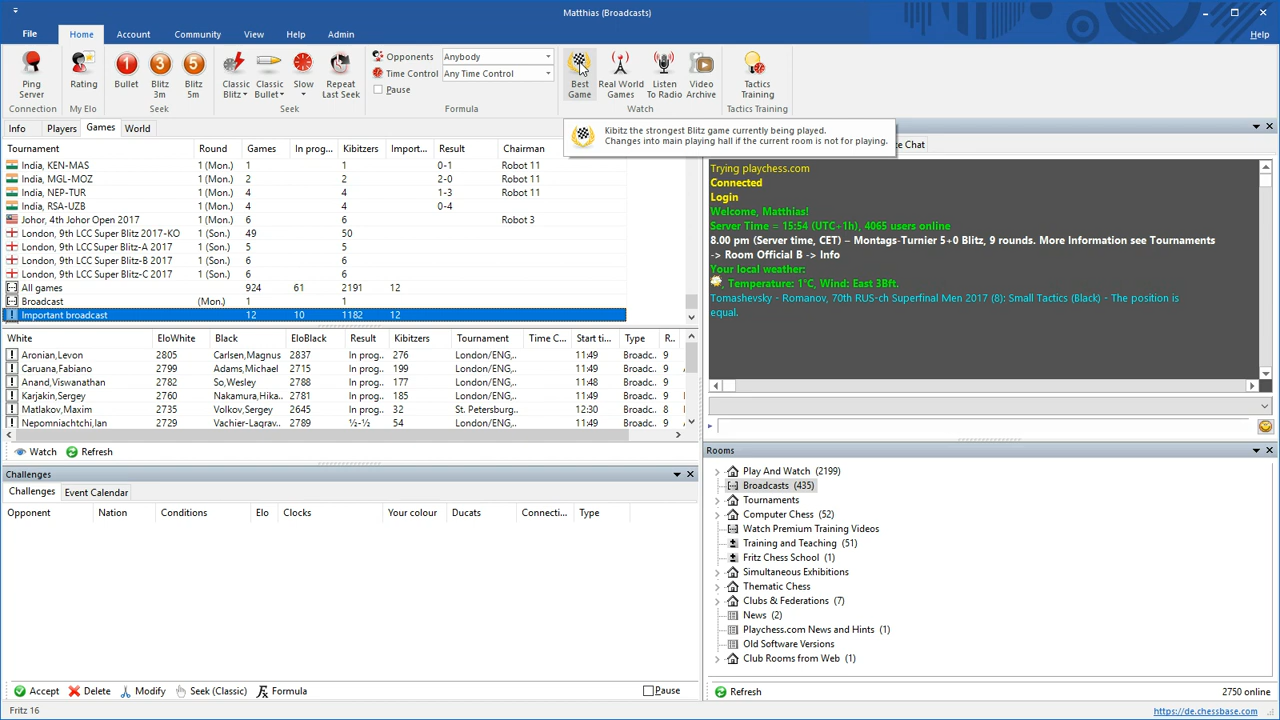 Matthias (Broadcasts)
File Home Account Community View Help Admin Help
Ping Server
Rating
Bullet
Blitz 3m
Blitz 5m
Classic Blitz
Classic Bullet
Slow
Repeat Last Seek
Opponents Anybody
Time Control Any Time Control
Pause
Best Game
Real World Games
Listen To Radio
Video Archive
Tactics Training
Connection My Elo Seek Seek Formula Watch Tactics Training
Kibitz the strongest Blitz game currently being played.
Changes into main playing hall if the current room is not for playing.
Info Players Games World
Tournament Round Games In prog... Kibitzers Import... Result Chairman
India, KEN-MAS 1 (Mon.) 1 1 0-1 Robot 11
India, MGL-MOZ 1 (Mon.) 2 2 2-0 Robot 11
India, NEP-TUR 1 (Mon.) 4 4 1-3 Robot 11
India, RSA-UZB 1 (Mon.) 4 4 0-4
Johor, 4th Johor Open 2017 1 (Mon.) 6 6 Robot 3
London, 9th LCC Super Blitz 2017-KO 1 (Son.) 49 50
London, 9th LCC Super Blitz-A 2017 1 (Son.) 5 5
London, 9th LCC Super Blitz-B 2017 1 (Son.) 6 6
London, 9th LCC Super Blitz-C 2017 1 (Son.) 6 6
All games 924 61 2191 12
Broadcast (Mon.) 1 1
Important broadcast 12 10 1182 12
White EloWhite Black EloBlack Result Kibitzers Tournament Time C... Start ti... Type R..
Aronian,Levon 2805 Carlsen,Magnus 2837 In prog... 276 London/ENG,.. 11:49 Broadc.. 9
Caruana,Fabiano 2799 Adams,Michael 2715 In prog... 199 London/ENG,.. 11:49 Broadc.. 9
Anand,Viswanathan 2782 So,Wesley 2788 In prog... 177 London/ENG,.. 11:48 Broadc.. 9
Karjakin,Sergey 2760 Nakamura,Hika... 2781 In prog... 185 London/ENG,.. 11:49 Broadc.. 9
Matlakov,Maxim 2735 Volkov,Sergey 2645 In prog... 32 St. Petersburg.. 12:30 Broadc.. 8
Nepomniachtchi,Ian 2729 Vachier-Lagrav.. 2789 ½-½ 54 London/ENG,.. 11:49 Broadc.. 9
Watch Refresh
Challenges
Challenges Event Calendar
Opponent Nation Conditions Elo Clocks Your colour Ducats Connecti... Type
Accept Delete Modify Seek (Classic) Formula Pause
Fritz 16
Chat
Trying playchess.com
Connected
Login
Welcome, Matthias!
Server Time = 15:54 (UTC+1h), 4065 users online
8.00 pm (Server time, CET) – Montags-Turnier 5+0 Blitz, 9 rounds. More Information see Tournaments
-> Room Official B -> Info
Your local weather:
, Temperature: 1°C, Wind: East 3Bft.
Tomashevsky - Romanov, 70th RUS-ch Superfinal Men 2017 (8): Small Tactics (Black) - The position is
equal.
Rooms
Play And Watch (2199)
Broadcasts (435)
Tournaments
Computer Chess (52)
Watch Premium Training Videos
Training and Teaching (51)
Fritz Chess School (1)
Simultaneous Exhibitions
Thematic Chess
Clubs & Federations (7)
News (2)
Playchess.com News and Hints (1)
Old Software Versions
Club Rooms from Web (1)
Refresh 2750 online
https://de.chessbase.com